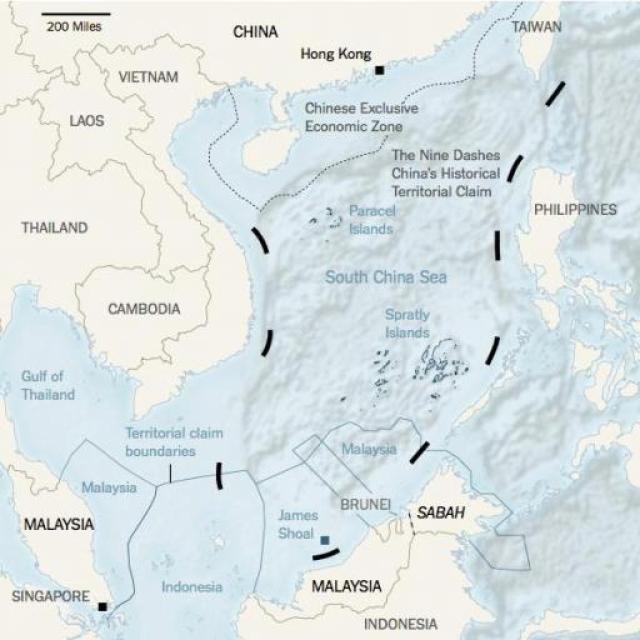 200 Miles
CHINA
TAIWAN
Hong Kong
VIETNAM
Chinese Exclusive
Economic Zone
LAOS
The Nine Dashes
China's Historical
Territorial Claim
Paracel
Islands
PHILIPPINES
THAILAND
South China Sea
CAMBODIA
Spratly
Islands
Gulf of
Thailand
Territorial claim
boundaries
Malaysia
Malaysia
BRUNEI
SABAH
James
Shoal
MALAYSIA
Indonesia
MALAYSIA
SINGAPORE
INDONESIA